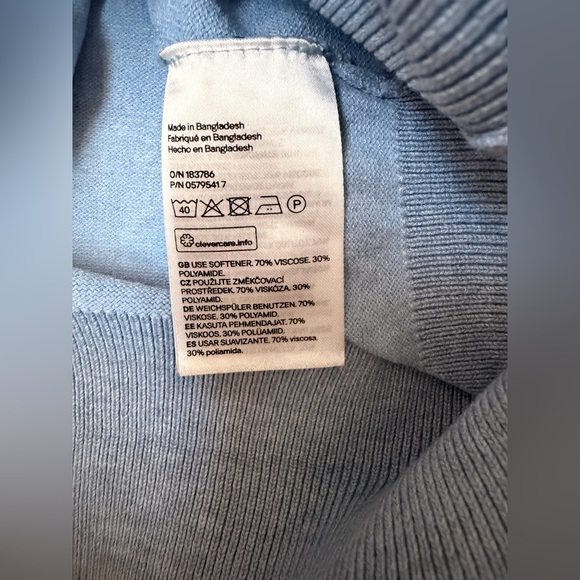 Made in Bangladesh
Fabriqué en Bangladesh
Hecho en Bangladesh
O/N 183786
P/N 0579541 7
40 P
clevercare.info
GB USE SOFTENER. 70% VISCOSE. 30%
POLYAMIDE.
CZ POUŽIJTE ZMĚKČOVACÍ
PROSTŘEDEK. 70% VISKÓZA. 30%
POLYAMID.
DE WEICHSPÜLER BENUTZEN. 70%
VISKOSE. 30% POLYAMID.
EE KASUTA PEHMENDAJAT. 70%
VISKOOS. 30% POLÜAMIID.
ES USAR SUAVIZANTE. 70% viscosa.
30% poliamida.